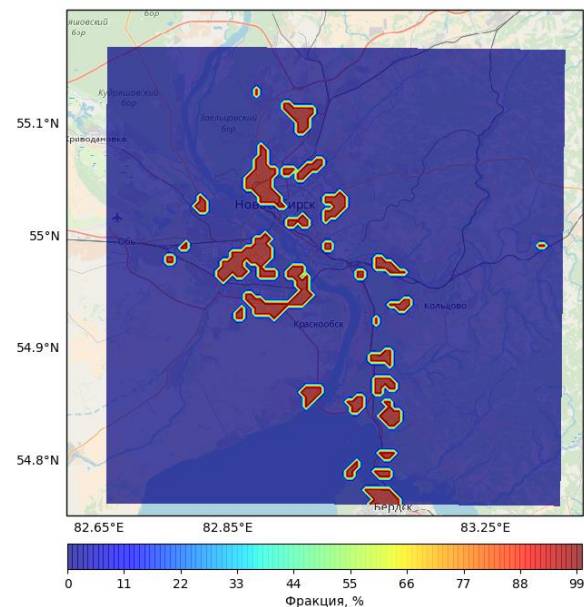 бор
бор
Кудряшовский
бор
Заельцовский
бор
Криводановка
55.1°N
Новосибирск
55°N
Обь
Кольцово
Краснообск
54.9°N
54.8°N
Бердск
82.65°E 82.85°E 83.25°E
0 11 22 33 44 55 66 77 88 99
Фракция, %